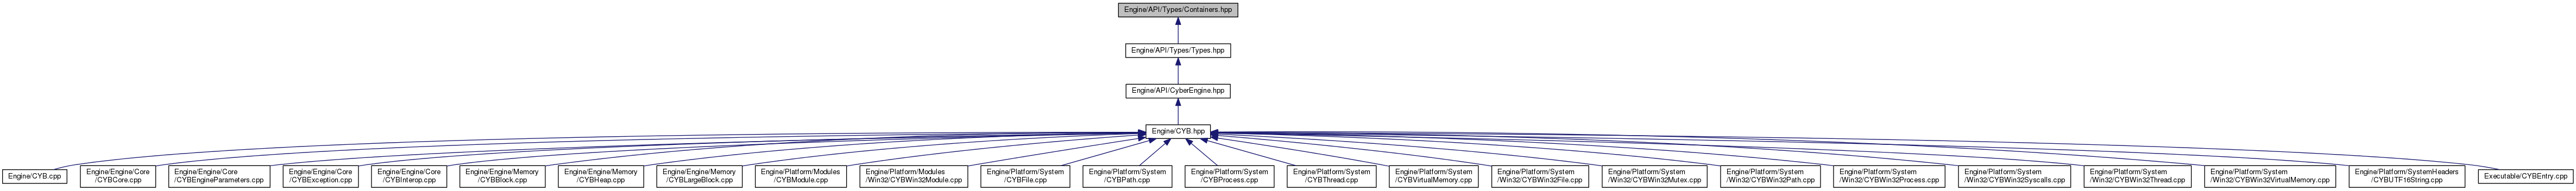 Engine/API/Types/Containers.hpp
Engine/API/Types/Types.hpp
Engine/API/CyberEngine.hpp
Engine/CYB.hpp
Engine/CYB.cpp
Engine/Engine/Core
/CYBCore.cpp
Engine/Engine/Core
/CYBEngineParameters.cpp
Engine/Engine/Core
/CYBException.cpp
Engine/Engine/Core
/CYBInterop.cpp
Engine/Engine/Memory
/CYBBlock.cpp
Engine/Engine/Memory
/CYBHeap.cpp
Engine/Engine/Memory
/CYBLargeBlock.cpp
Engine/Platform/Modules
/CYBModule.cpp
Engine/Platform/Modules
/Win32/CYBWin32Module.cpp
Engine/Platform/System
/CYBFile.cpp
Engine/Platform/System
/CYBPath.cpp
Engine/Platform/System
/CYBProcess.cpp
Engine/Platform/System
/CYBThread.cpp
Engine/Platform/System
/CYBVirtualMemory.cpp
Engine/Platform/System
/Win32/CYBWin32File.cpp
Engine/Platform/System
/Win32/CYBWin32Mutex.cpp
Engine/Platform/System
/Win32/CYBWin32Path.cpp
Engine/Platform/System
/Win32/CYBWin32Process.cpp
Engine/Platform/System
/Win32/CYBWin32Syscalls.cpp
Engine/Platform/System
/Win32/CYBWin32Thread.cpp
Engine/Platform/System
/Win32/CYBWin32VirtualMemory.cpp
Engine/Platform/SystemHeaders
/CYBUTF16String.cpp
Executable/CYBEntry.cpp